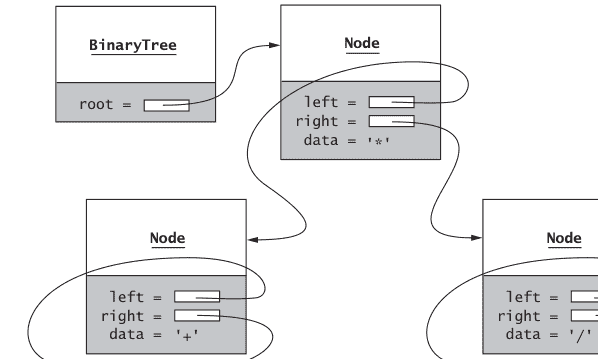 BinaryTree
root =
Node
left =
right =
data = '*'
Node
left =
right =
data = '+'
Node
left =
right =
data = '/'